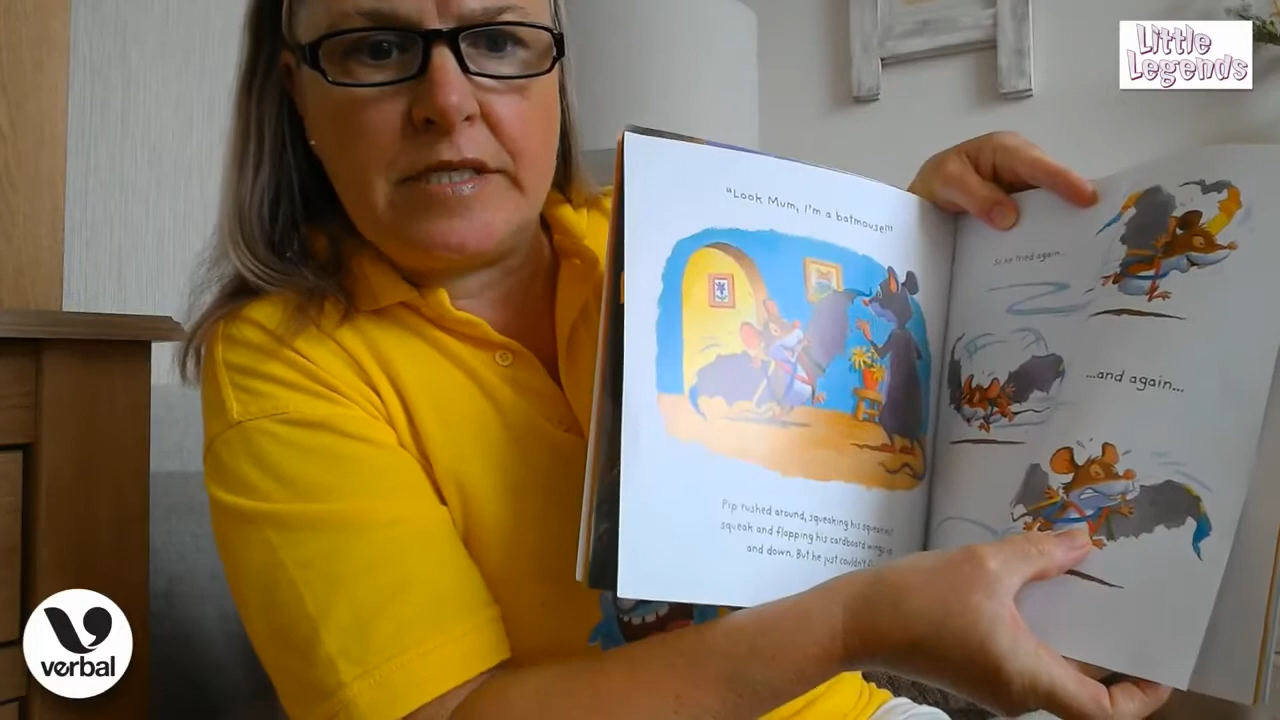 Little
Legends
"Look Mum, I'm a batmouse!"
Pip rushed around, squeaking his
squeak and flapping his cardboard wings up
and down. But he just couldn't
So he tried again...
...and again...
verbal